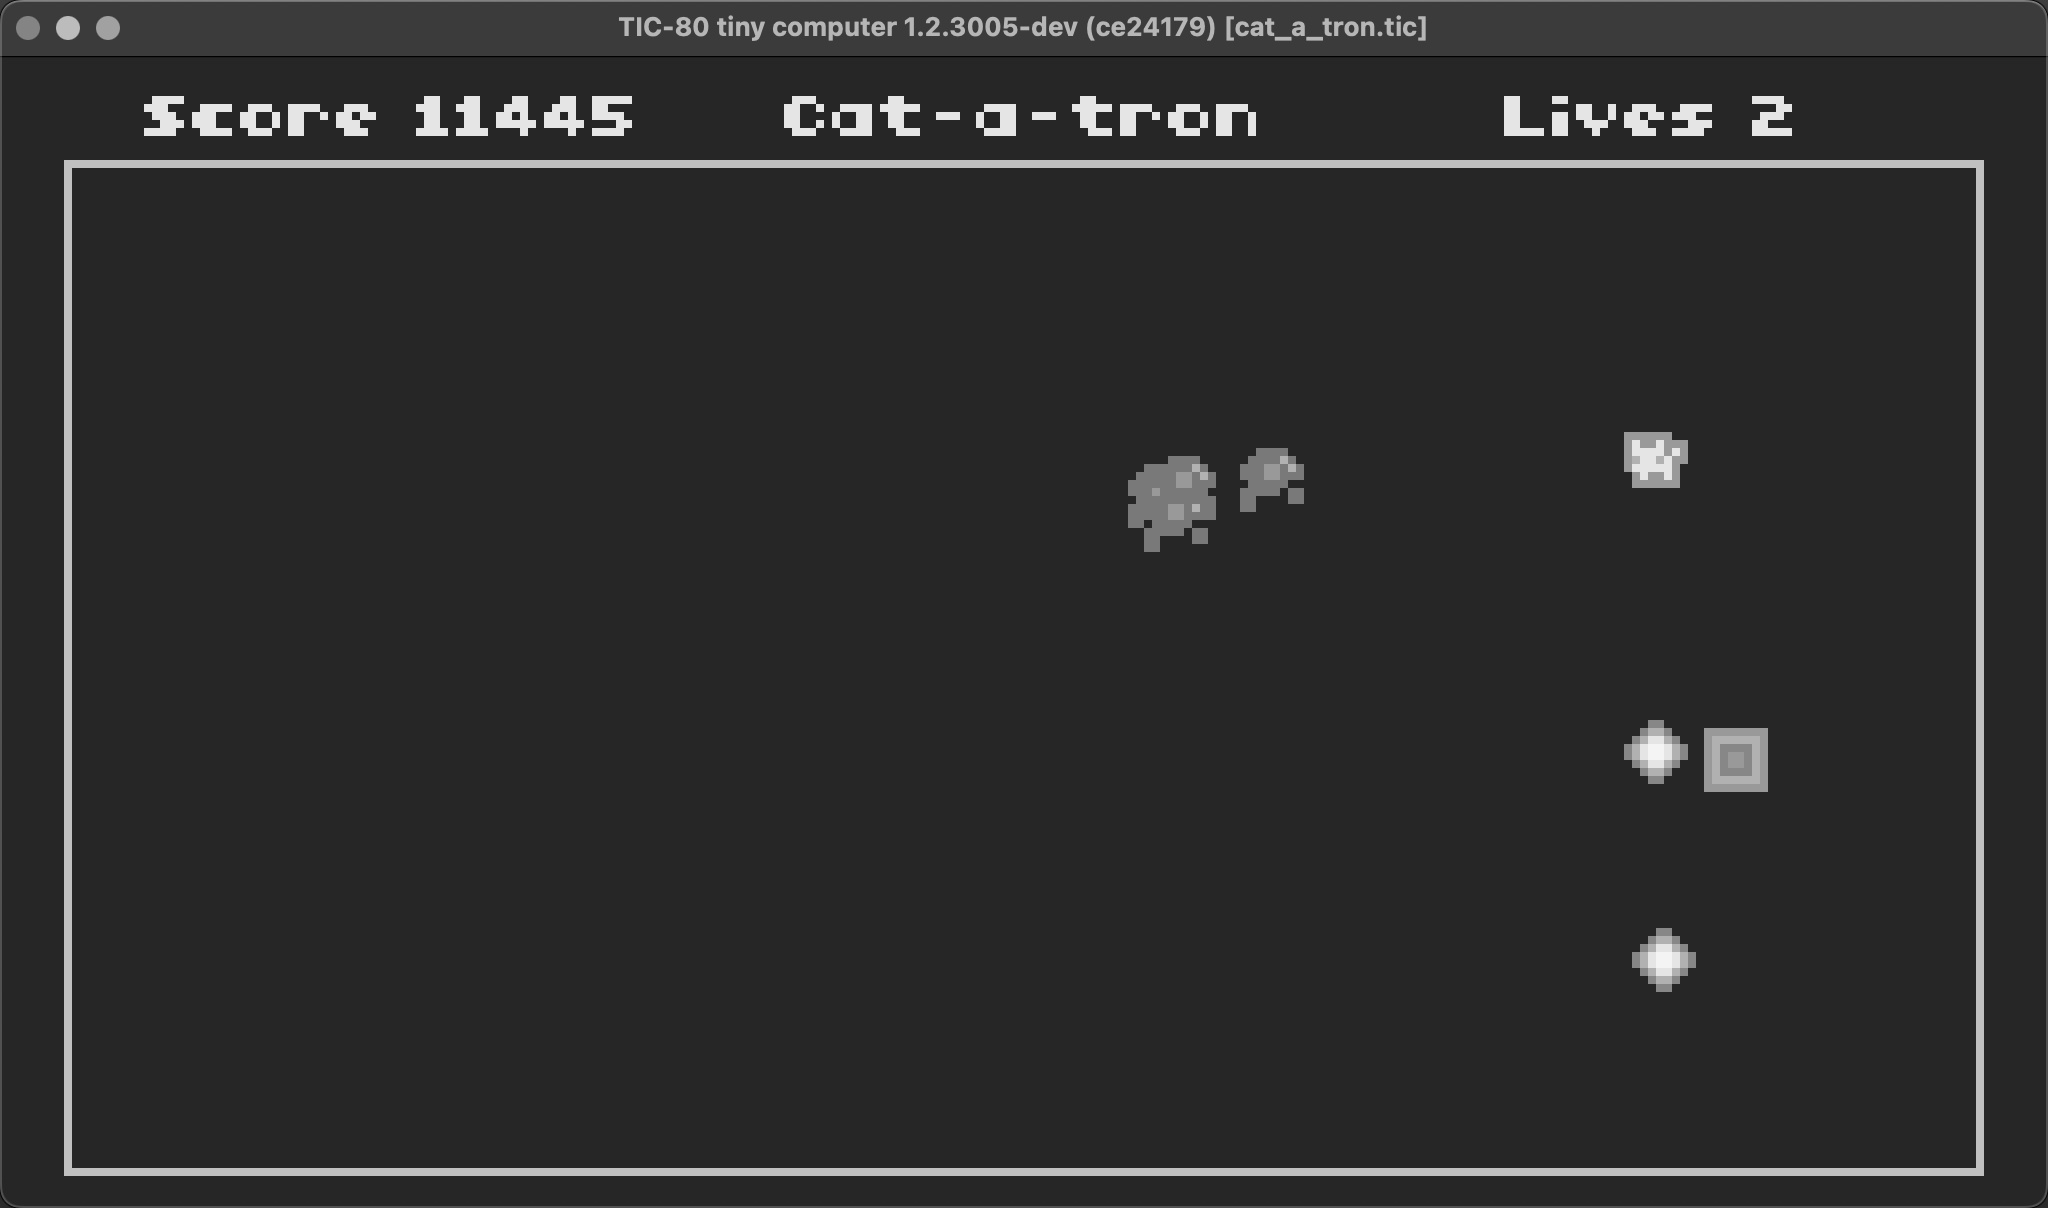 TIC-80 tiny computer 1.2.3005-dev (ce24179) [cat_a_tron.tic]
Score 11445 Cat-a-tron Lives 2